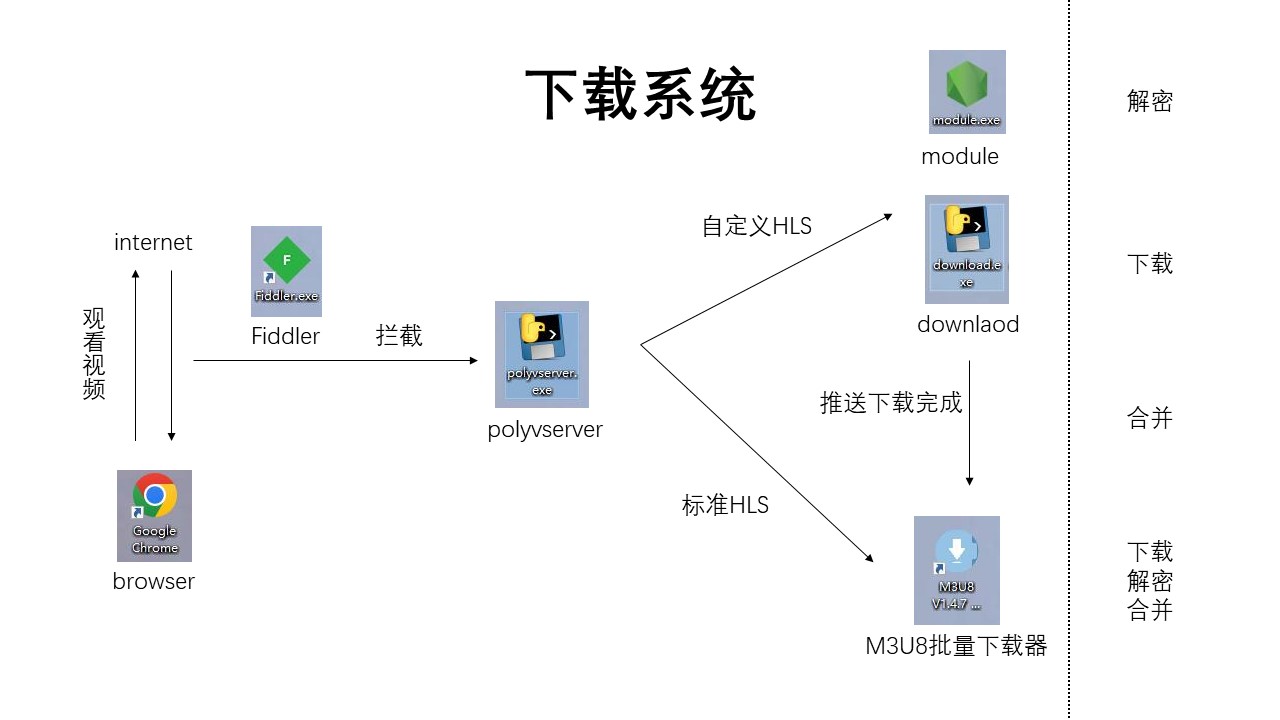 下载系统
module.exe
module
解密
自定义HLS
download.e
xe
downlaod
下载
internet
观看视频
Fiddler.exe
Fiddler
拦截
polyvserver.
exe
polyvserver
推送下载完成
合并
Google
Chrome
browser
标准HLS
M3U8
V1.4.7 ...
M3U8批量下载器
下载
解密
合并